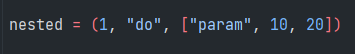 nested = (1, "do", ["param", 10, 20])